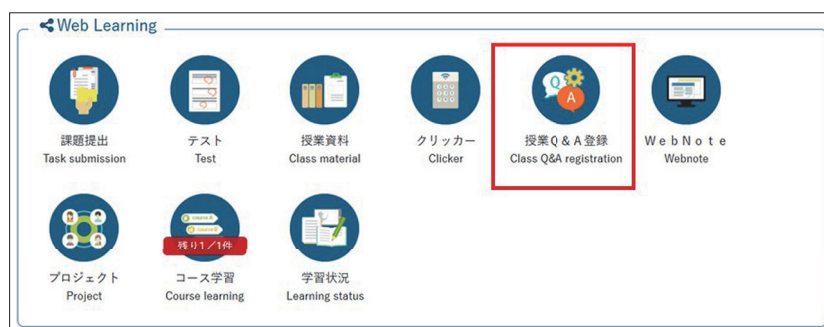 Web Learning
課題提出
Task submission
テスト
Test
授業資料
Class material
クリッカー
Clicker
Q
A
授業Q & A登録
Class Q&A registration
WebNote
Webnote
プロジェクト
Project
course A
course B
残り1/1件
コース学習
Course learning
学習状況
Learning status